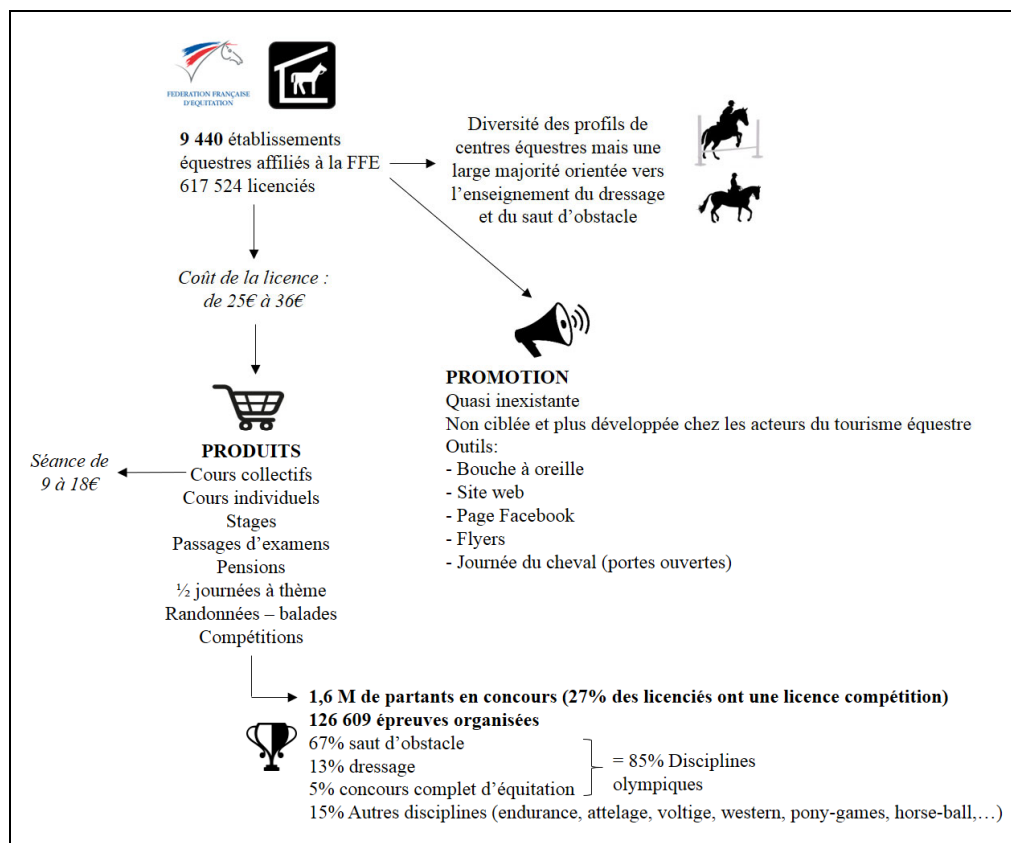 FEDERATION FRANÇAISE
D'EQUITATION
9 440 établissements
équestres affiliés à la FFE
617 524 licenciés
Diversité des profils de
centres équestres mais une
large majorité orientée vers
l'enseignement du dressage
et du saut d'obstacle
Coût de la licence :
de 25€ à 36€
PRODUITS
Cours collectifs
Cours individuels
Stages
Passages d'examens
Pensions
½ journées à thème
Randonnées – balades
Compétitions
Séance de
9 à 18€
PROMOTION
Quasi inexistante
Non ciblée et plus développée chez les acteurs du tourisme équestre
Outils:
- Bouche à oreille
- Site web
- Page Facebook
- Flyers
- Journée du cheval (portes ouvertes)
1,6 M de partants en concours (27% des licenciés ont une licence compétition)
126 609 épreuves organisées
67% saut d'obstacle
13% dressage
5% concours complet d'équitation
= 85% Disciplines
olympiques
15% Autres disciplines (endurance, attelage, voltige, western, pony-games, horse-ball,…)